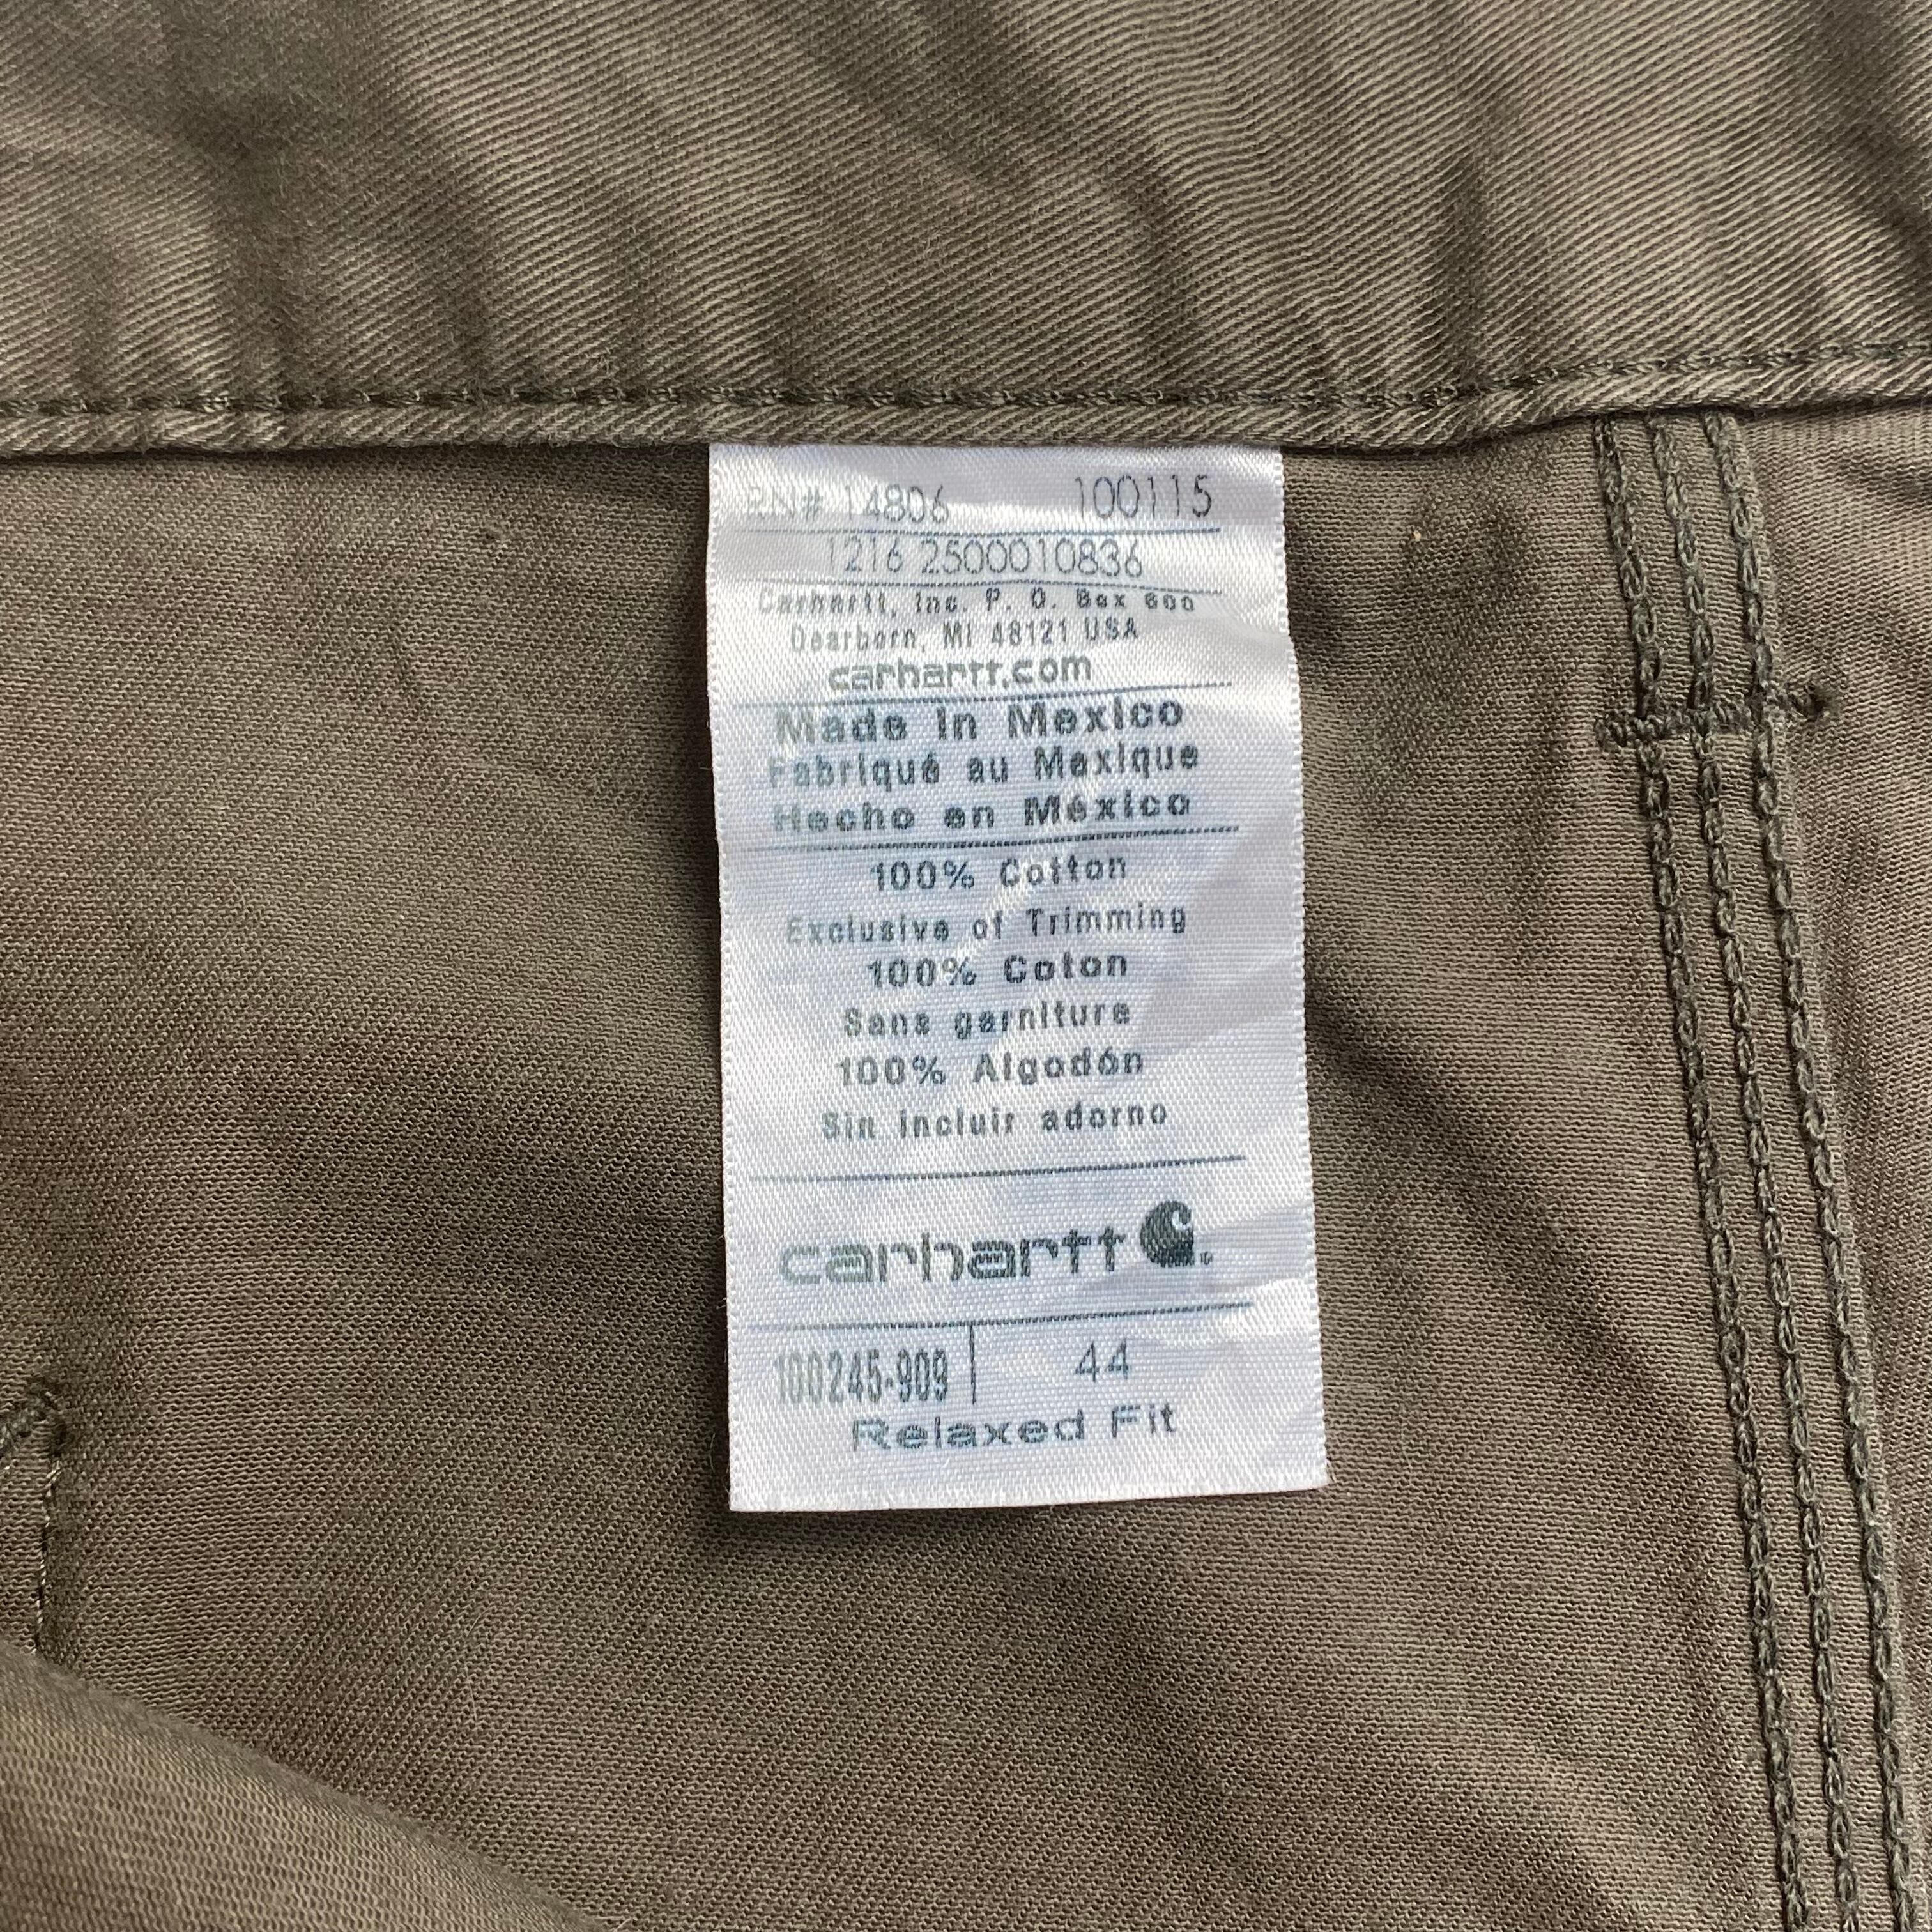 RN# 14806 100115
1216 2500010836
Carhartt, Inc. P. O. Box 600
Dearborn, MI 48121 USA
carhartt.com
Made in Mexico
Fabriqué au Mexique
Hecho en México
100% Cotton
Exclusive of Trimming
100% Coton
Sans garniture
100% Algodón
Sin incluir adorno
carhartt
100245-909 44
Relaxed Fit